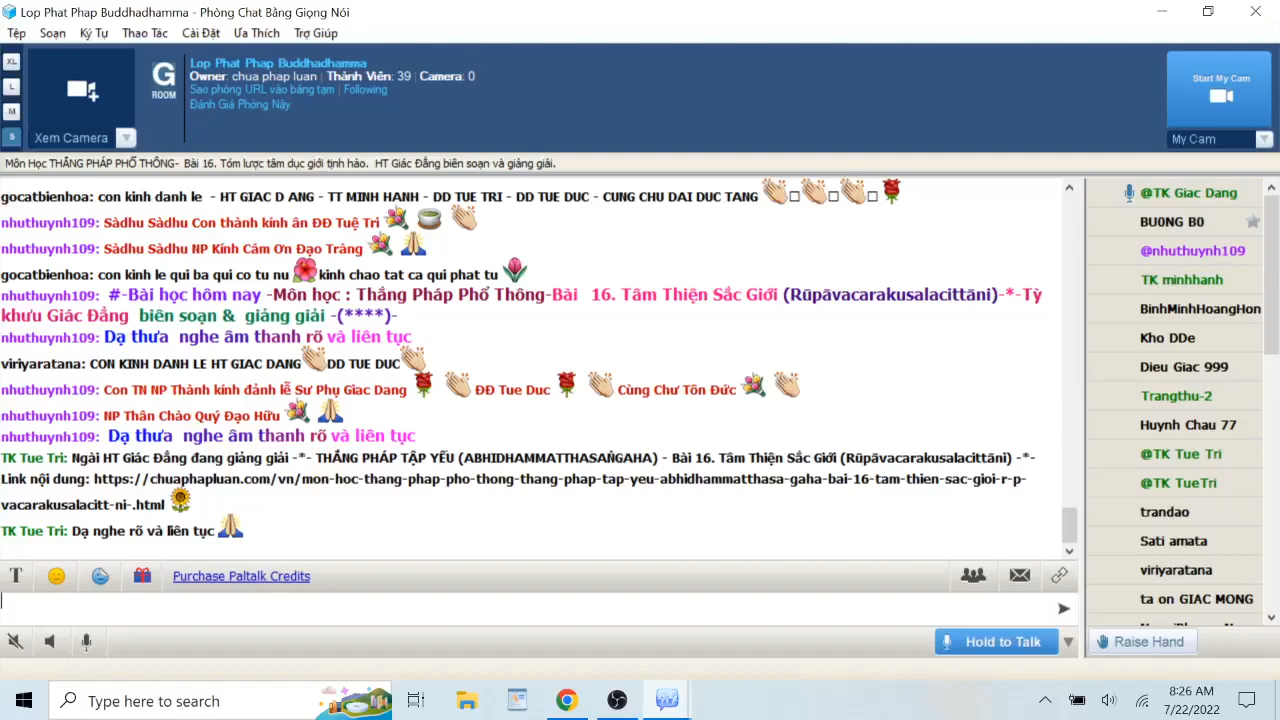 Lop Phat Phap Buddhadhamma - Phòng Chat Bằng Giọng Nói
Tệp Soạn Ký Tự Thao Tác Cài Đặt Ưa Thích Trợ Giúp
XL
L
M
S
Xem Camera
G
ROOM
Lop Phat Phap Buddhadhamma
Owner: chua phap luan | Thành Viên: 39 | Camera: 0
Sao phòng URL vào bảng tạm | Following
Đánh Giá Phòng Này
Start My Cam
My Cam
Môn Học THẮNG PHÁP PHỔ THÔNG- Bài 16. Tóm lược tâm dục giới tịnh hảo. HT Giác Đẳng biên soạn và giảng giải.
gocatbienhoa: con kinh danh le - HT GIAC D ANG - TT MINH HANH - DD TUE TRI - DD TUE DUC - CUNG CHU DAI DUC TANG
nhuthuynh109: Sàdhu Sàdhu Con thành kính ân ĐĐ Tuệ Tri
nhuthuynh109: Sàdhu Sàdhu NP Kính Cám Ơn Đạo Tràng
gocatbienhoa: con kinh le qui ba qui co tu nu kinh chao tat ca qui phat tu
nhuthuynh109: #-Bài học hôm nay -Môn học : Thắng Pháp Phổ Thông-Bài 16. Tâm Thiện Sắc Giới (Rūpāvacarakusalacittāni)-*-Tỳ
khưu Giác Đẳng biên soạn & giảng giải -(****)-
nhuthuynh109: Dạ thưa nghe âm thanh rõ và liên tục
viriyaratana: CON KINH DANH LE HT GIAC DANG DD TUE DUC
nhuthuynh109: Con TN NP Thành kính đảnh lễ Sư Phụ Giac Dang ĐĐ Tue Duc Cùng Chư Tôn Đức
nhuthuynh109: NP Thân Chào Quý Đạo Hữu
nhuthuynh109: Dạ thưa nghe âm thanh rõ và liên tục
TK Tue Tri: Ngài HT Giác Đẳng đang giảng giải -*- THẮNG PHÁP TẬP YẾU (ABHIDHAMMATTHASAṄGAHA) - Bài 16. Tâm Thiện Sắc Giới (Rūpāvacarakusalacittāni) -*-
Link nội dung: https://chuaphapluan.com/vn/mon-hoc-thang-phap-pho-thong-thang-phap-tap-yeu-abhidhammatthasa-gaha-bai-16-tam-thien-sac-gioi-r-p-
vacarakusalacitt-ni-.html
TK Tue Tri: Dạ nghe rõ và liên tục
@TK Giac Dang
BU0NG B0
@nhuthuynh109
TK minhhanh
BinhMinhHoangHon
Kho DDe
Dieu Giac 999
Trangthu-2
Huynh Chau 77
@TK Tue Tri
@TK TueTri
trandao
Sati amata
viriyaratana
ta on GIAC MONG
T
Purchase Paltalk Credits
Hold to Talk
Raise Hand
Type here to search
8:26 AM
7/22/2022